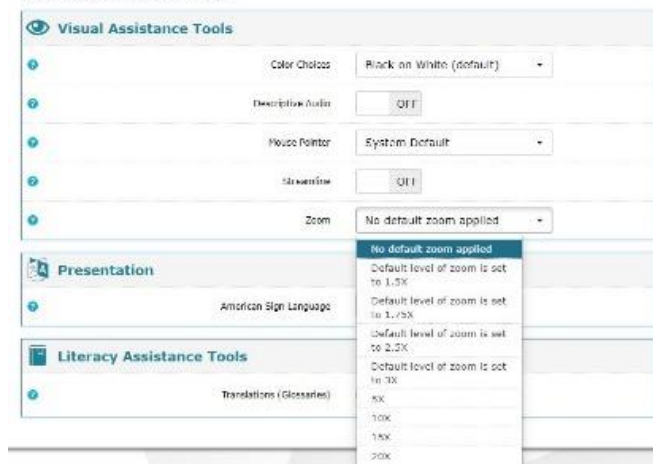 Visual Assistance Tools
Color Choices Black on White (default)
Descriptive Audio OFF
Mouse Pointer System Default
Streamline OFF
Zoom No default zoom applied
No default zoom applied
Default level of zoom is set
to 1.5X
Default level of zoom is set
to 1.75X
Default level of zoom is set
to 2.5X
Default level of zoom is set
to 3X
5X
10X
15X
20X
Presentation
American Sign Language
Literacy Assistance Tools
Translations (Glossaries)